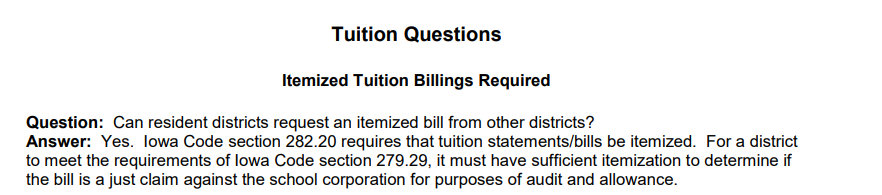 Tuition Questions
Itemized Tuition Billings Required
Question:  Can resident districts request an itemized bill from other districts?
Answer:  Yes.  Iowa Code section 282.20 requires that tuition statements/bills be itemized.  For a district
to meet the requirements of Iowa Code section 279.29, it must have sufficient itemization to determine if
the bill is a just claim against the school corporation for purposes of audit and allowance.